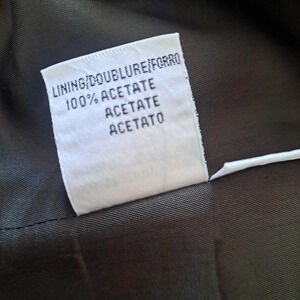 LINING/DOUBLURE/FORRO
100% ACETATE
ACETATE
ACETATO